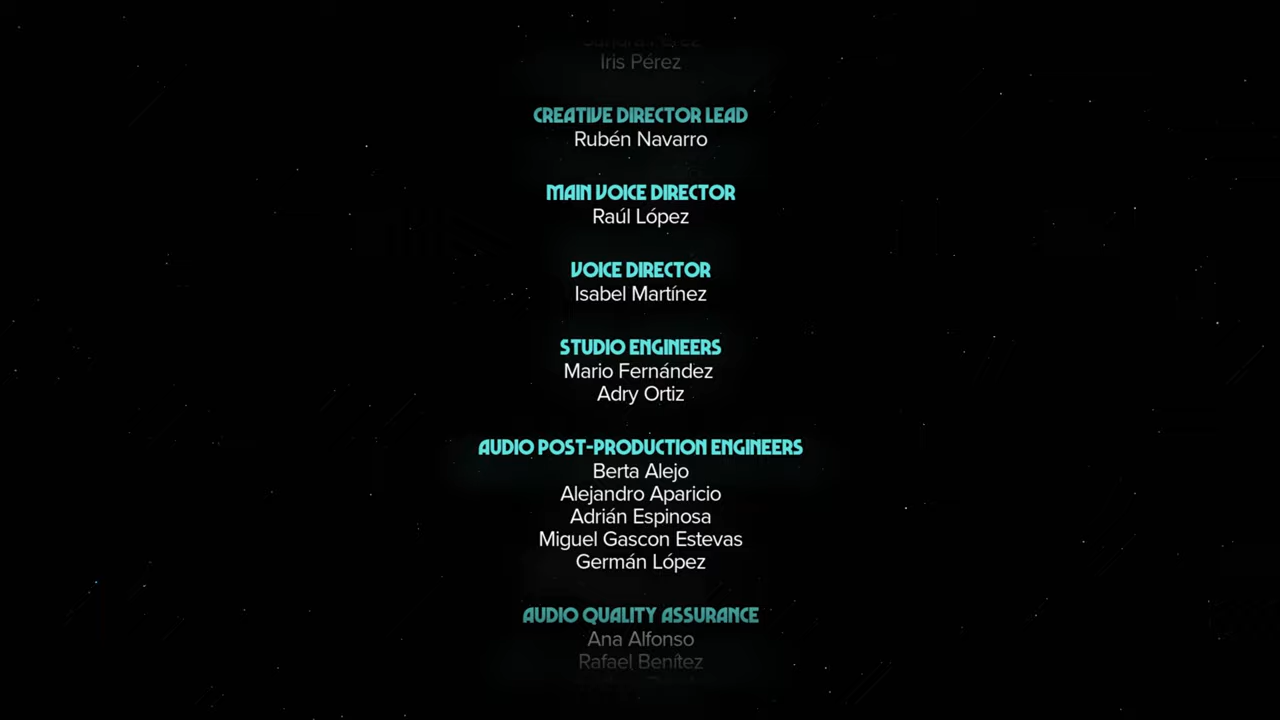 Iris Pérez
CREATIVE DIRECTOR LEAD
Rubén Navarro
MAIN VOICE DIRECTOR
Raúl López
VOICE DIRECTOR
Isabel Martínez
STUDIO ENGINEERS
Mario Fernández
Adry Ortiz
AUDIO POST-PRODUCTION ENGINEERS
Berta Alejo
Alejandro Aparicio
Adrián Espinosa
Miguel Gascon Estevas
Germán López
AUDIO QUALITY ASSURANCE
Ana Alfonso
Rafael Benítez